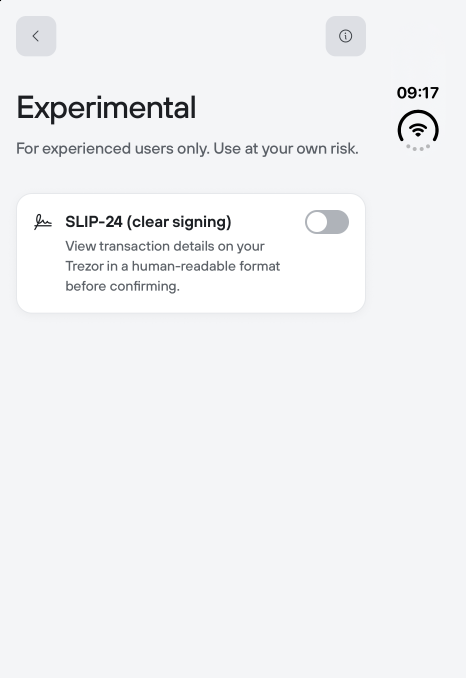 09:17
Experimental
For experienced users only. Use at your own risk.
SLIP-24 (clear signing)
View transaction details on your
Trezor in a human-readable format
before confirming.